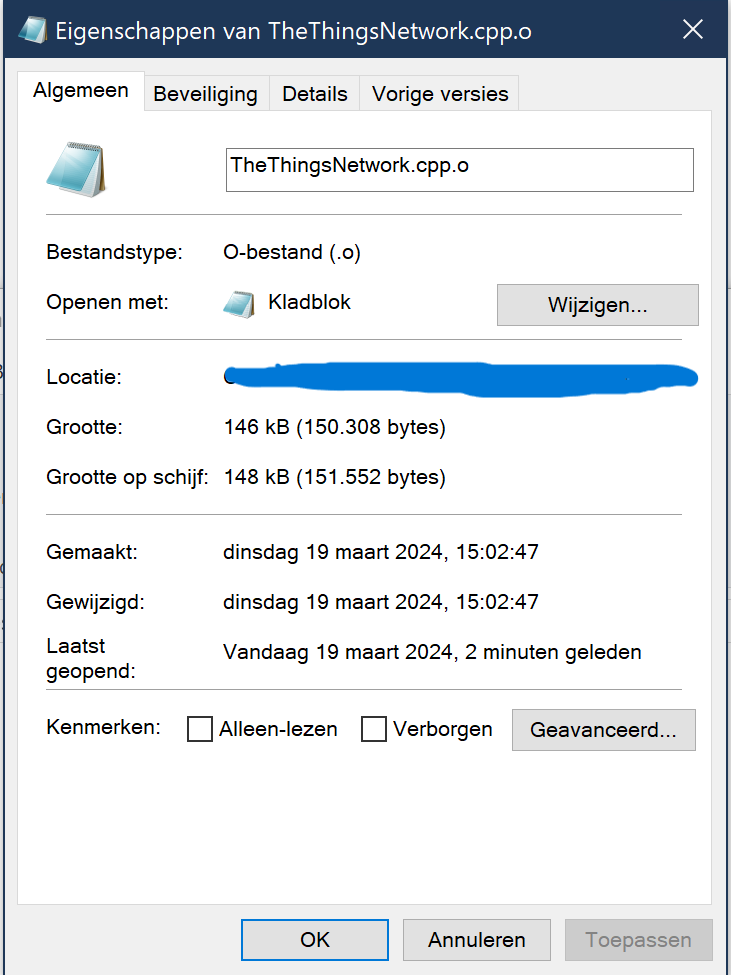 Eigenschappen van TheThingsNetwork.cpp.o
Algemeen Beveiliging Details Vorige versies
TheThingsNetwork.cpp.o
Bestandstype: O-bestand (.o)
Openen met: Kladblok Wijzigen...
Locatie:
Grootte: 146 kB (150.308 bytes)
Grootte op schijf: 148 kB (151.552 bytes)
Gemaakt: dinsdag 19 maart 2024, 15:02:47
Gewijzigd: dinsdag 19 maart 2024, 15:02:47
Laatst
geopend: Vandaag 19 maart 2024, 2 minuten geleden
Kenmerken: Alleen-lezen Verborgen Geavanceerd...
OK Annuleren Toepassen